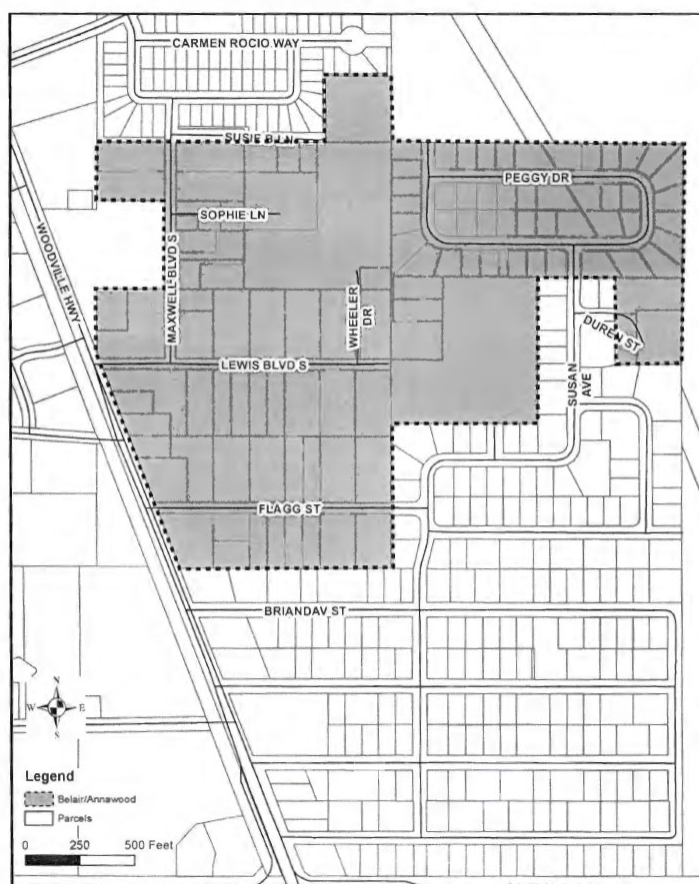 CARMEN ROCIO WAY
SUSIE B LN
PEGGY DR
SOPHIE LN
WOODVILLE HWY
MAXWELL BLVD S
WHEELER
DR
DUREN ST
LEWIS BLVD S
SUSAN
AVE
FLAGG ST
BRIANDAV ST
N
W E
S
Legend
Belair/Annawood
Parcels
0 250 500 Feet